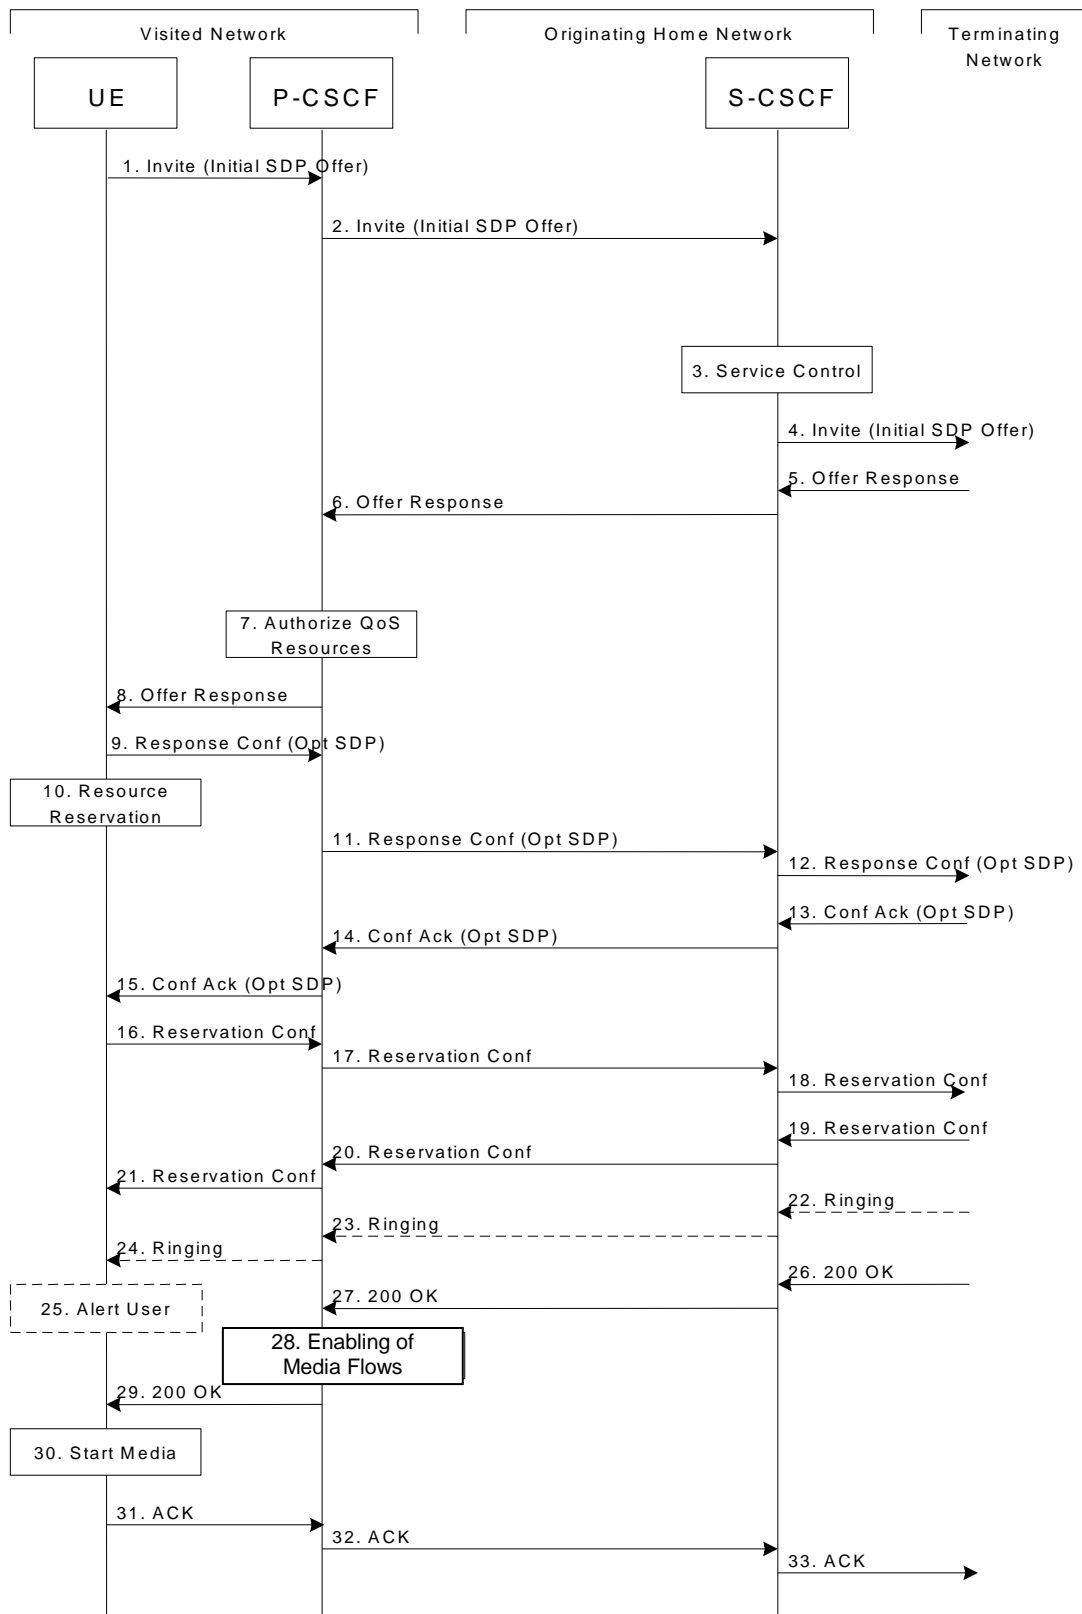 Visited Network
Originating Home Network
Terminating
Network
UE
P-CSCF
S-CSCF
1. Invite (Initial SDP Offer)
2. Invite (Initial SDP Offer)
3. Service Control
4. Invite (Initial SDP Offer)
5. Offer Response
6. Offer Response
7. Authorize QoS
Resources
8. Offer Response
9. Response Conf (Opt SDP)
10. Resource
Reservation
11. Response Conf (Opt SDP)
12. Response Conf (Opt SDP)
13. Conf Ack (Opt SDP)
14. Conf Ack (Opt SDP)
15. Conf Ack (Opt SDP)
16. Reservation Conf
17. Reservation Conf
18. Reservation Conf
19. Reservation Conf
20. Reservation Conf
21. Reservation Conf
22. Ringing
23. Ringing
24. Ringing
25. Alert User
26. 200 OK
27. 200 OK
28. Enabling of
Media Flows
29. 200 OK
30. Start Media
31. ACK
32. ACK
33. ACK